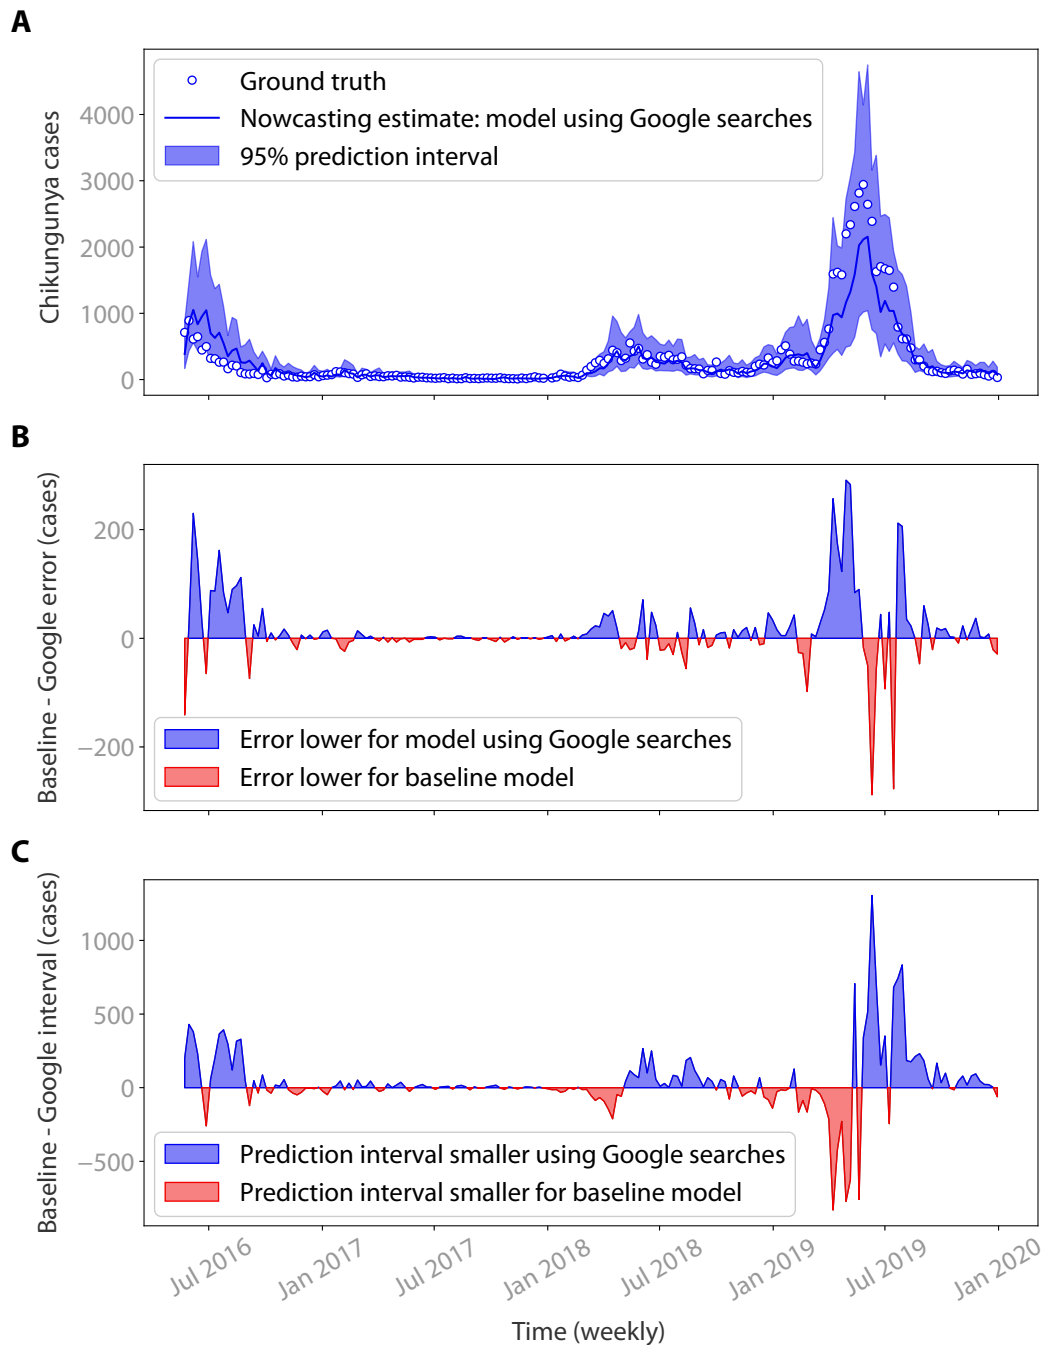 A
Chikungunya cases
4000
3000
2000
1000
0
Ground truth
Nowcasting estimate: model using Google searches
95% prediction interval
B
Baseline - Google error (cases)
200
0
−200
Error lower for model using Google searches
Error lower for baseline model
C
Baseline - Google interval (cases)
1000
500
0
−500
Prediction interval smaller using Google searches
Prediction interval smaller for baseline model
Jul 2016
Jan 2017
Jul 2017
Jan 2018
Jul 2018
Jan 2019
Jul 2019
Jan 2020
Time (weekly)